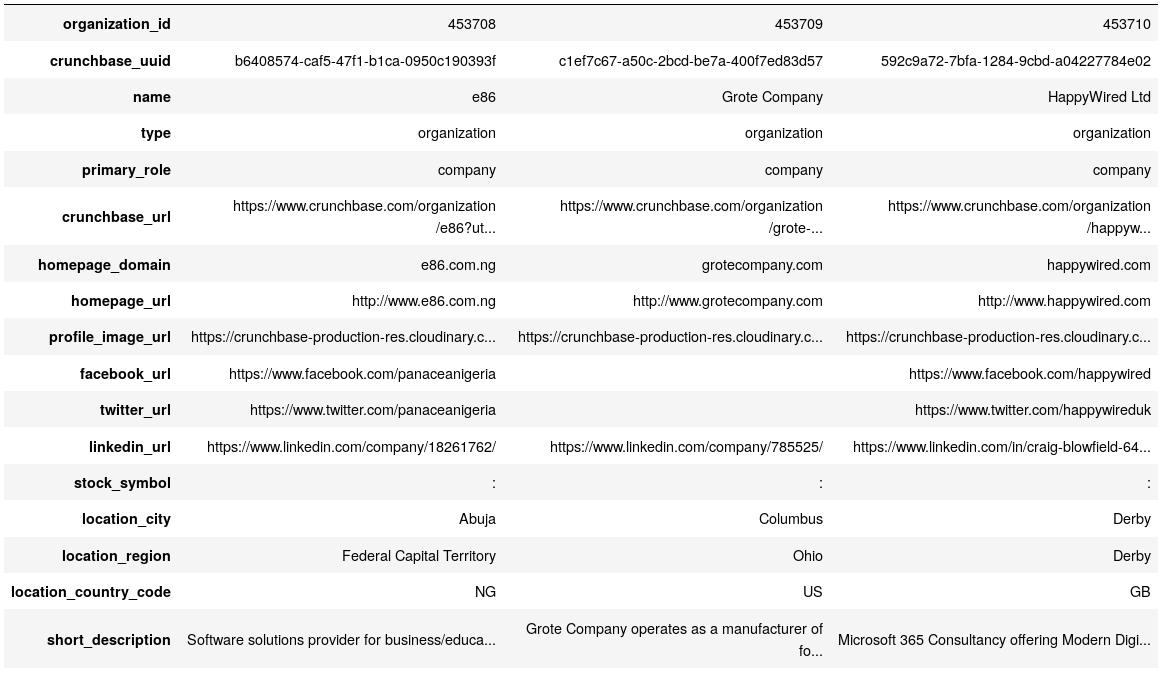 organization_id 453708 453709 453710
crunchbase_uuid b6408574-caf5-47f1-b1ca-0950c190393f c1ef7c67-a50c-2bcd-be7a-400f7ed83d57 592c9a72-7bfa-1284-9cbd-a04227784e02
name e86 Grote Company HappyWired Ltd
type organization organization organization
primary_role company company company
crunchbase_url https://www.crunchbase.com/organization https://www.crunchbase.com/organization https://www.crunchbase.com/organization
/e86?ut... /grote-... /happyw...
homepage_domain e86.com.ng grotecompany.com happywired.com
homepage_url http://www.e86.com.ng http://www.grotecompany.com http://www.happywired.com
profile_image_url https://crunchbase-production-res.cloudinary.c... https://crunchbase-production-res.cloudinary.c... https://crunchbase-production-res.cloudinary.c...
facebook_url https://www.facebook.com/panaceanigeria https://www.facebook.com/happywired
twitter_url https://www.twitter.com/panaceanigeria https://www.twitter.com/happywireduk
linkedin_url https://www.linkedin.com/company/18261762/ https://www.linkedin.com/company/785525/ https://www.linkedin.com/in/craig-blowfield-64...
stock_symbol : : :
location_city Abuja Columbus Derby
location_region Federal Capital Territory Ohio Derby
location_country_code NG US GB
short_description Software solutions provider for business/educa... Grote Company operates as a manufacturer of Microsoft 365 Consultancy offering Modern Digi...
fo...